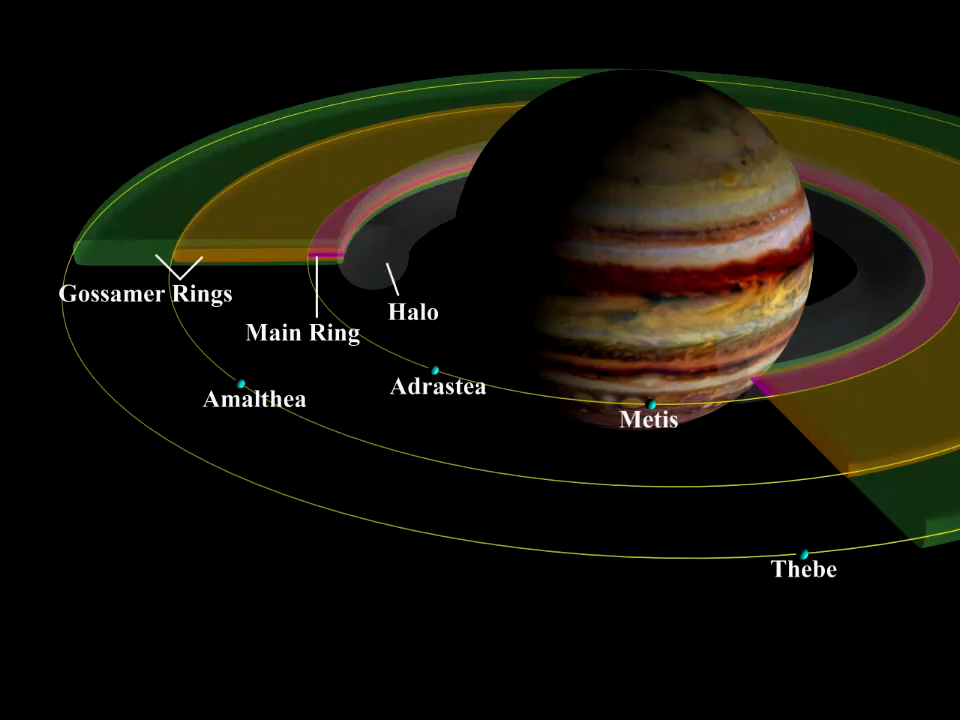 Gossamer Rings
Main Ring
Halo
Amalthea
Adrastea
Metis
Thebe